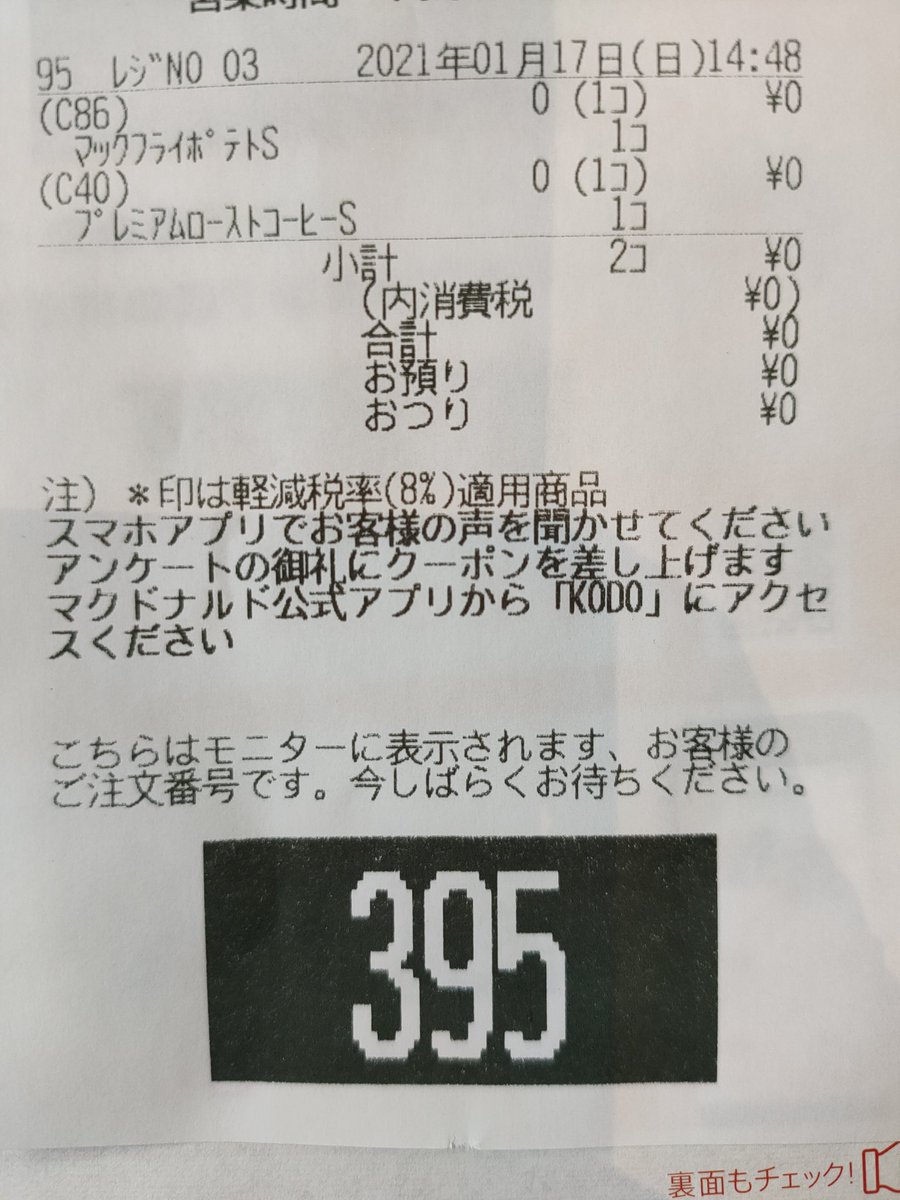 営業時間
95 ﾚｼﾞNO 03 2021年01月17日(日)14:48
(C86) 0 (1コ) ¥0
ﾏｯｸﾌﾗｲﾎﾟﾃﾄS 1コ
(C40) 0 (1コ) ¥0
ﾌﾟﾚﾐｱﾑﾛｰｽﾄｺｰﾋｰS 1コ
小計 2コ ¥0
(内消費税 ¥0)
合計 ¥0
お預り ¥0
おつり ¥0
注) *印は軽減税率(8%)適用商品
スマホアプリでお客様の声を聞かせてください
アンケートの御礼にクーポンを差し上げます
マクドナルド公式アプリから「KODO」にアクセ
スください
こちらはモニターに表示されます、お客様の
ご注文番号です。今しばらくお待ちください。
395
裏面もチェック!